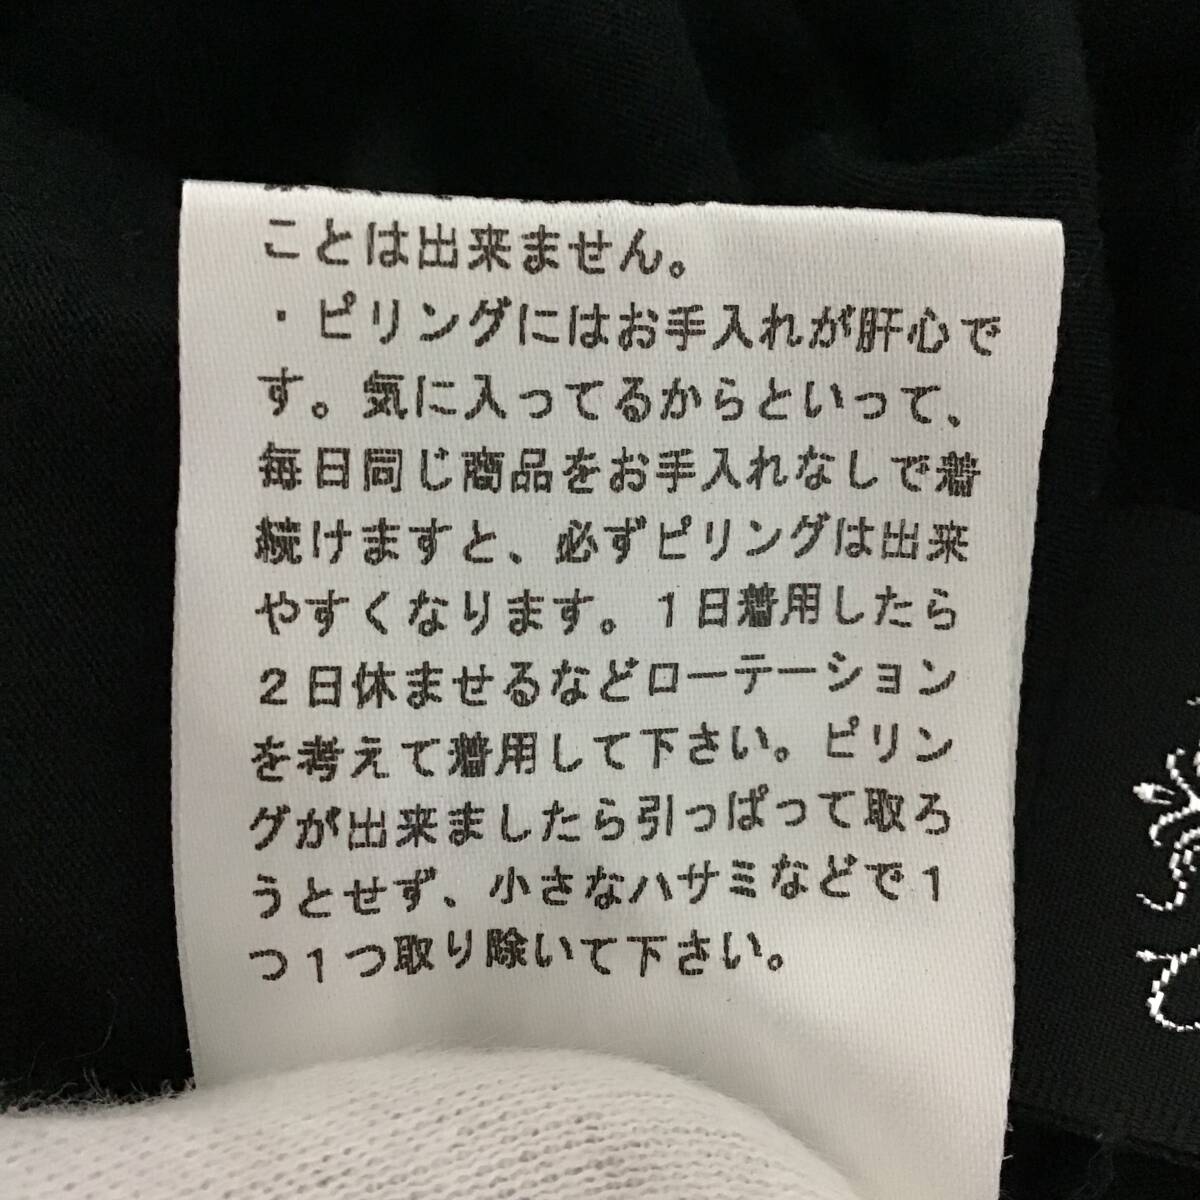 ことは出来ません。
・ピリングにはお手入れが肝心で
す。気に入ってるからといって、
毎日同じ商品をお手入れなしで着
続けますと、必ずピリングは出来
やすくなります。1日着用したら
2日休ませるなどローテーション
を考えて着用して下さい。ピリン
グが出来ましたら引っぱって取ろ
うとせず、小さなハサミなどで1
つ1つ取り除いて下さい。